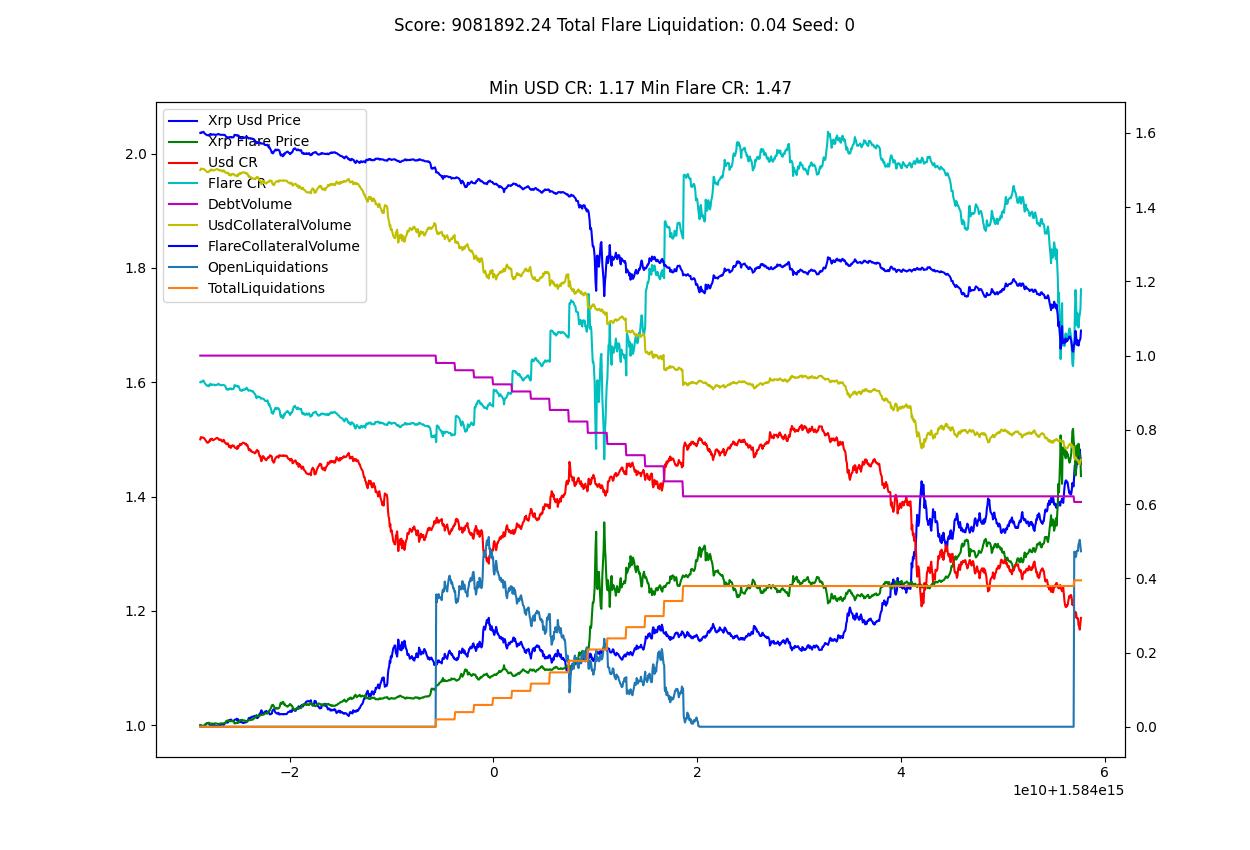 Score: 9081892.24 Total Flare Liquidation: 0.04 Seed: 0
Min USD CR: 1.17 Min Flare CR: 1.47
Xrp Usd Price
Xrp Flare Price
Usd CR
Flare CR
DebtVolume
UsdCollateralVolume
FlareCollateralVolume
OpenLiquidations
TotalLiquidations
2.0
1.8
1.6
1.4
1.2
1.0
1.6
1.4
1.2
1.0
0.8
0.6
0.4
0.2
0.0
−2 0 2 4 6
1e10+1.584e15